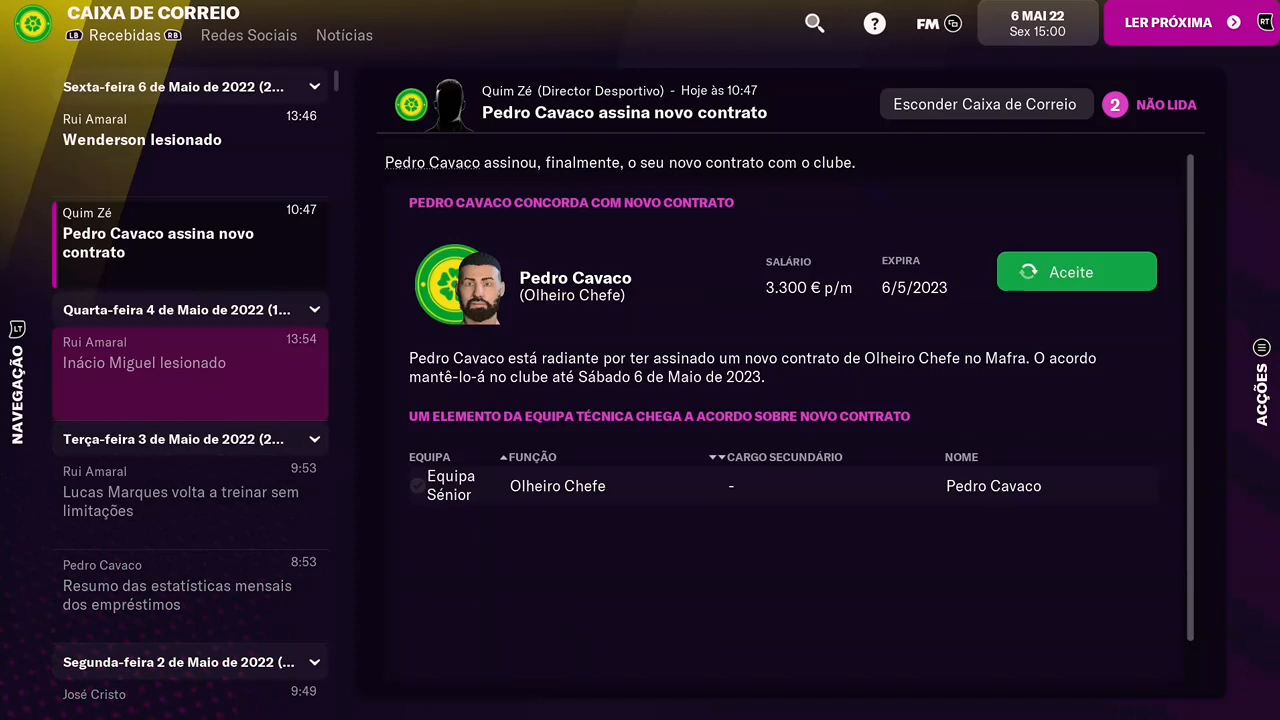 CAIXA DE CORREIO
LB Recebidas RB Redes Sociais Notícias
?
FM
6 MAI 22
Sex 15:00
LER PRÓXIMA
RT
LT
NAVEGAÇÃO
Sexta-feira 6 de Maio de 2022 (2...
Rui Amaral 13:46
Wenderson lesionado
Quim Zé 10:47
Pedro Cavaco assina novo
contrato
Quarta-feira 4 de Maio de 2022 (1...
Rui Amaral 13:54
Inácio Miguel lesionado
Terça-feira 3 de Maio de 2022 (2...
Rui Amaral 9:53
Lucas Marques volta a treinar sem
limitações
Pedro Cavaco 8:53
Resumo das estatísticas mensais
dos empréstimos
Segunda-feira 2 de Maio de 2022 (...
José Cristo 9:49
Quim Zé (Director Desportivo) - Hoje às 10:47
Pedro Cavaco assina novo contrato
Esconder Caixa de Correio
2 NÃO LIDA
Pedro Cavaco assinou, finalmente, o seu novo contrato com o clube.
PEDRO CAVACO CONCORDA COM NOVO CONTRATO
Pedro Cavaco
(Olheiro Chefe)
SALÁRIO
3.300 € p/m
EXPIRA
6/5/2023
Aceite
Pedro Cavaco está radiante por ter assinado um novo contrato de Olheiro Chefe no Mafra. O acordo
mantê-lo-á no clube até Sábado 6 de Maio de 2023.
UM ELEMENTO DA EQUIPA TÉCNICA CHEGA A ACORDO SOBRE NOVO CONTRATO
EQUIPA FUNÇÃO CARGO SECUNDÁRIO NOME
Equipa
Sénior
Olheiro Chefe - Pedro Cavaco
ACÇÕES